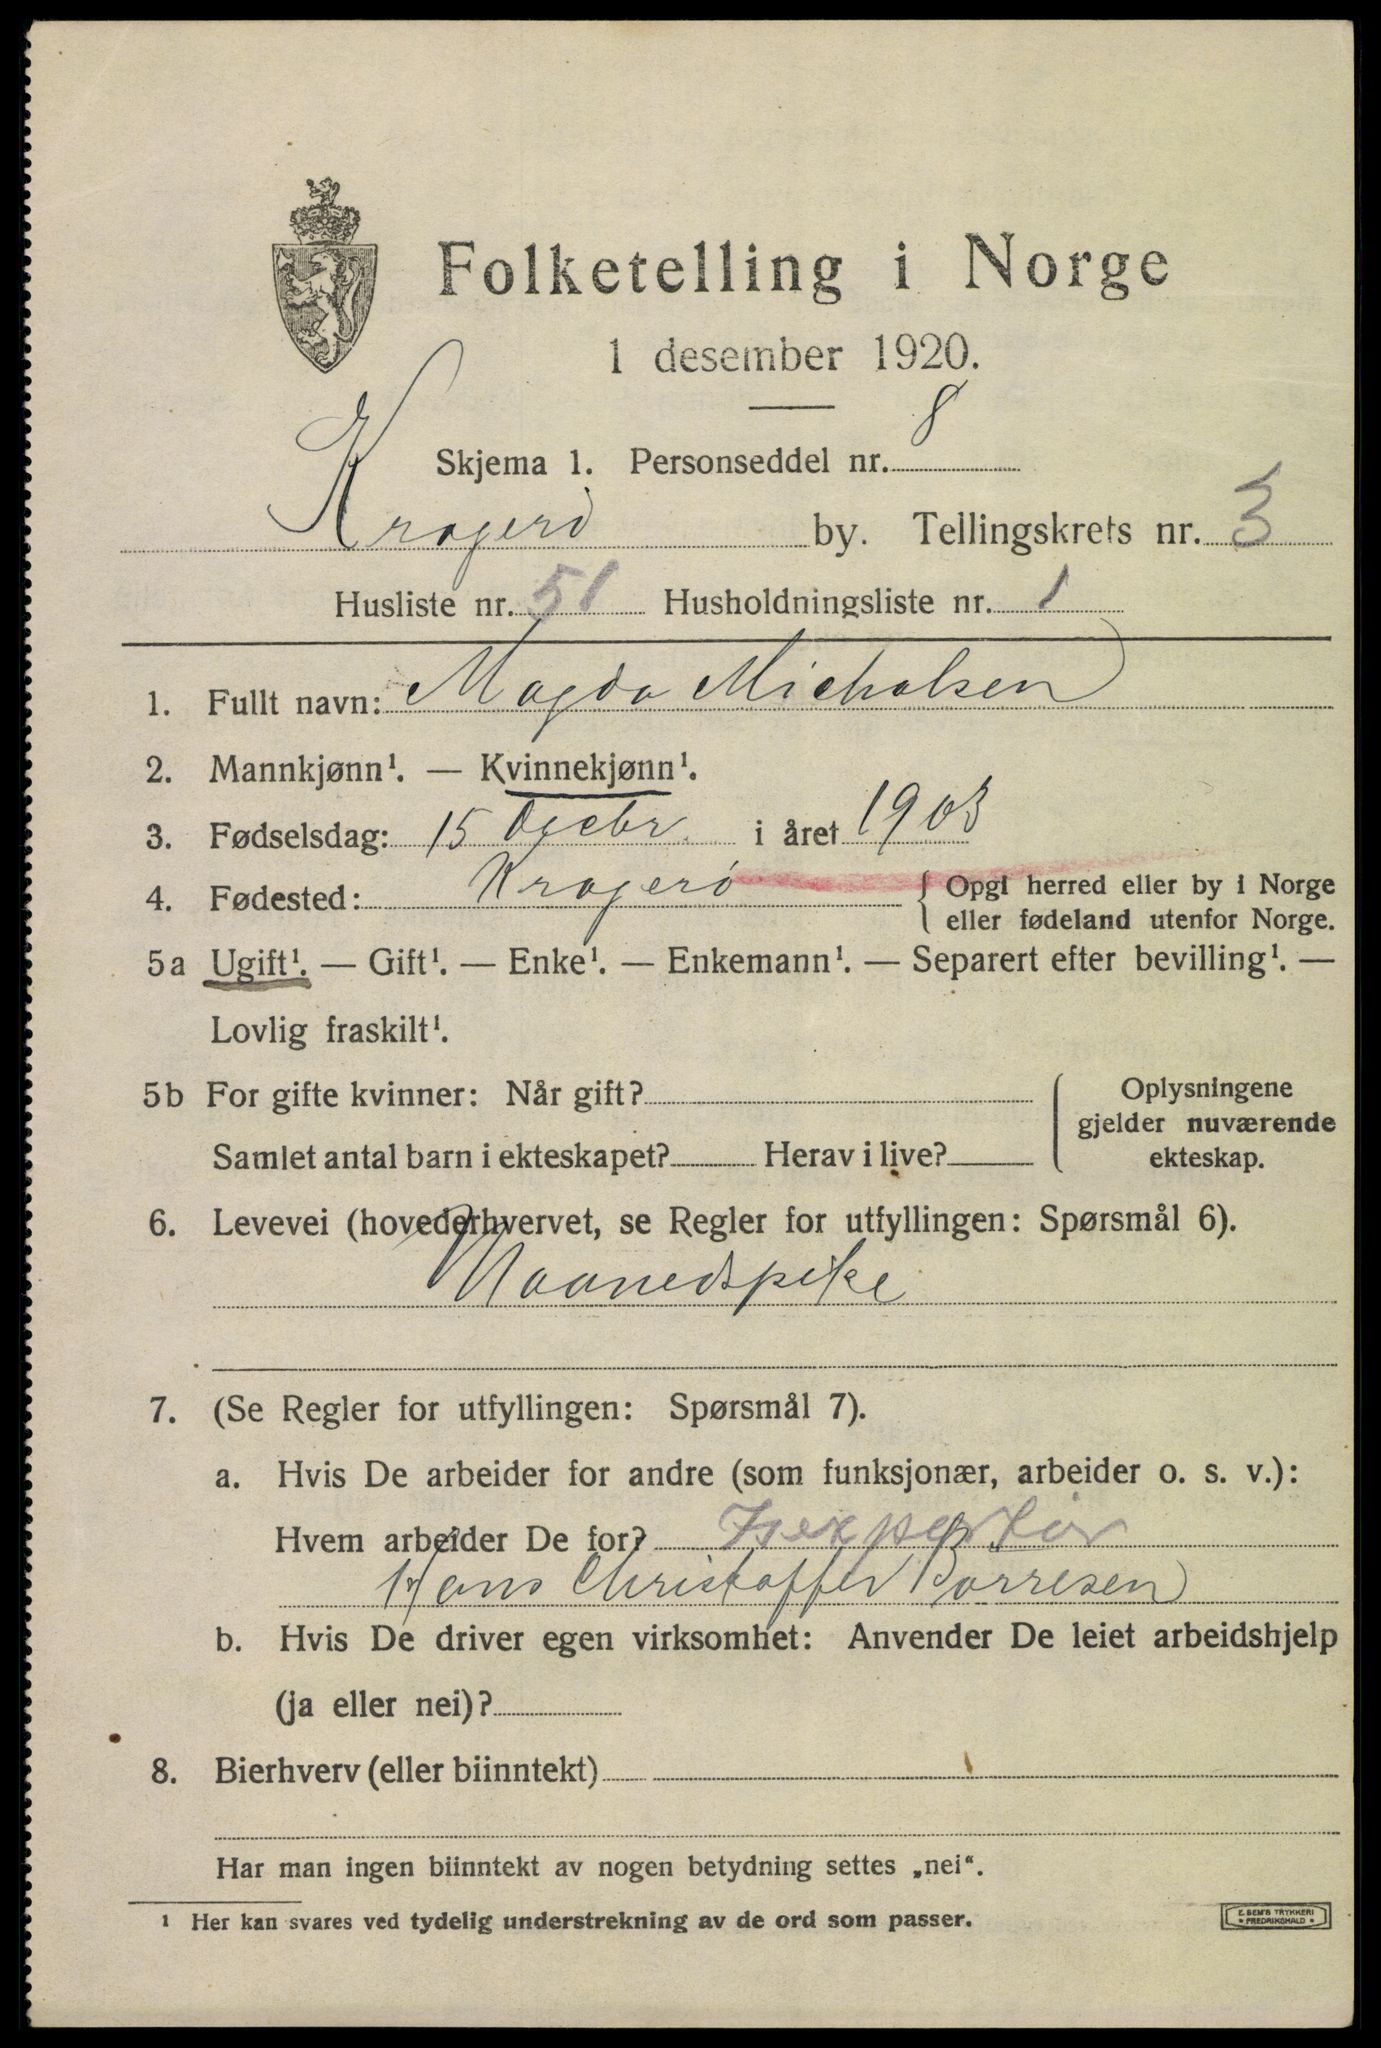 Folketelling i Norge
1 desember 1920.
Skjema 1. Personseddel nr. 8
Kragerø by. Tellingskrets nr. 3
Husliste nr. 51 Husholdningsliste nr. 1
1. Fullt navn: Magda Micholsen
2. Mannkjønn¹. — Kvinnekjønn¹.
3. Fødselsdag: 15 i året 1903
4. Fødested: Kragerø { Opgi herred eller by i Norge
eller fødeland utenfor Norge.
5a Ugift¹. — Gift¹. — Enke¹. — Enkemann¹. — Separert efter bevilling¹. —
Lovlig fraskilt¹.
5b For gifte kvinner: Når gift? { Oplysningene
gjelder nuværende
Samlet antal barn i ekteskapet? Herav i live? ekteskap.
6. Levevei (hovederhvervet, se Regler for utfyllingen: Spørsmål 6).
Maanedspike
7. (Se Regler for utfyllingen: Spørsmål 7).
a. Hvis De arbeider for andre (som funksjonær, arbeider o. s. v.):
Hvem arbeider De for? Isexportør
Hans Christoffer Borresen
b. Hvis De driver egen virksomhet: Anvender De leiet arbeidshjelp
(ja eller nei)?
8. Bierhverv (eller biinntekt)
Har man ingen biinntekt av nogen betydning settes „nei“.
¹ Her kan svares ved tydelig understrekning av de ord som passer.
E. SEM'S TRYKKERI
* FREDRIKSHALD *